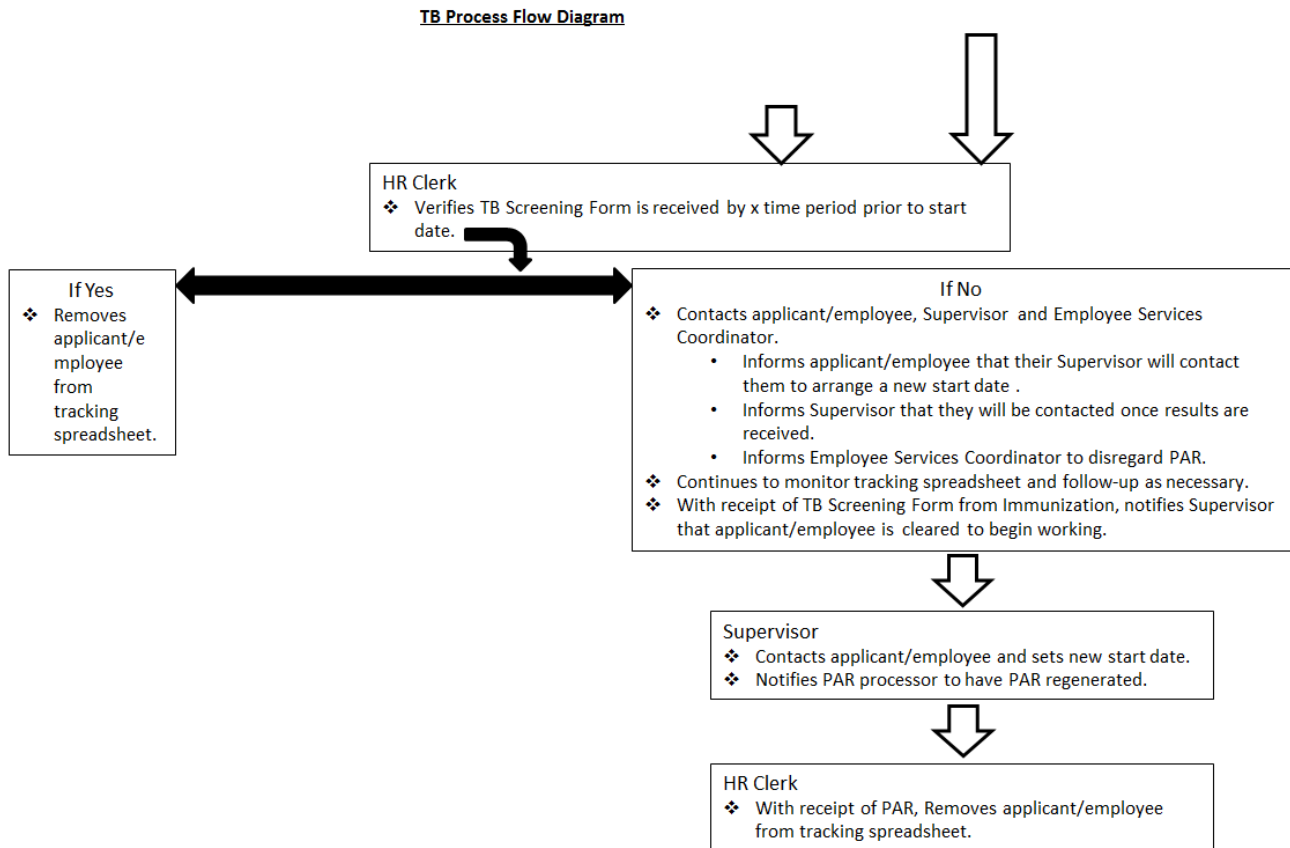 TB Process Flow Diagram
HR Clerk
❖ Verifies TB Screening Form is received by x time period prior to start
date.
If Yes
❖ Removes
applicant/e
mployee
from
tracking
spreadsheet.
If No
❖ Contacts applicant/employee, Supervisor and Employee Services
Coordinator.
• Informs applicant/employee that their Supervisor will contact
them to arrange a new start date .
• Informs Supervisor that they will be contacted once results are
received.
• Informs Employee Services Coordinator to disregard PAR.
❖ Continues to monitor tracking spreadsheet and follow-up as necessary.
❖ With receipt of TB Screening Form from Immunization, notifies Supervisor
that applicant/employee is cleared to begin working.
Supervisor
❖ Contacts applicant/employee and sets new start date.
❖ Notifies PAR processor to have PAR regenerated.
HR Clerk
❖ With receipt of PAR, Removes applicant/employee
from tracking spreadsheet.